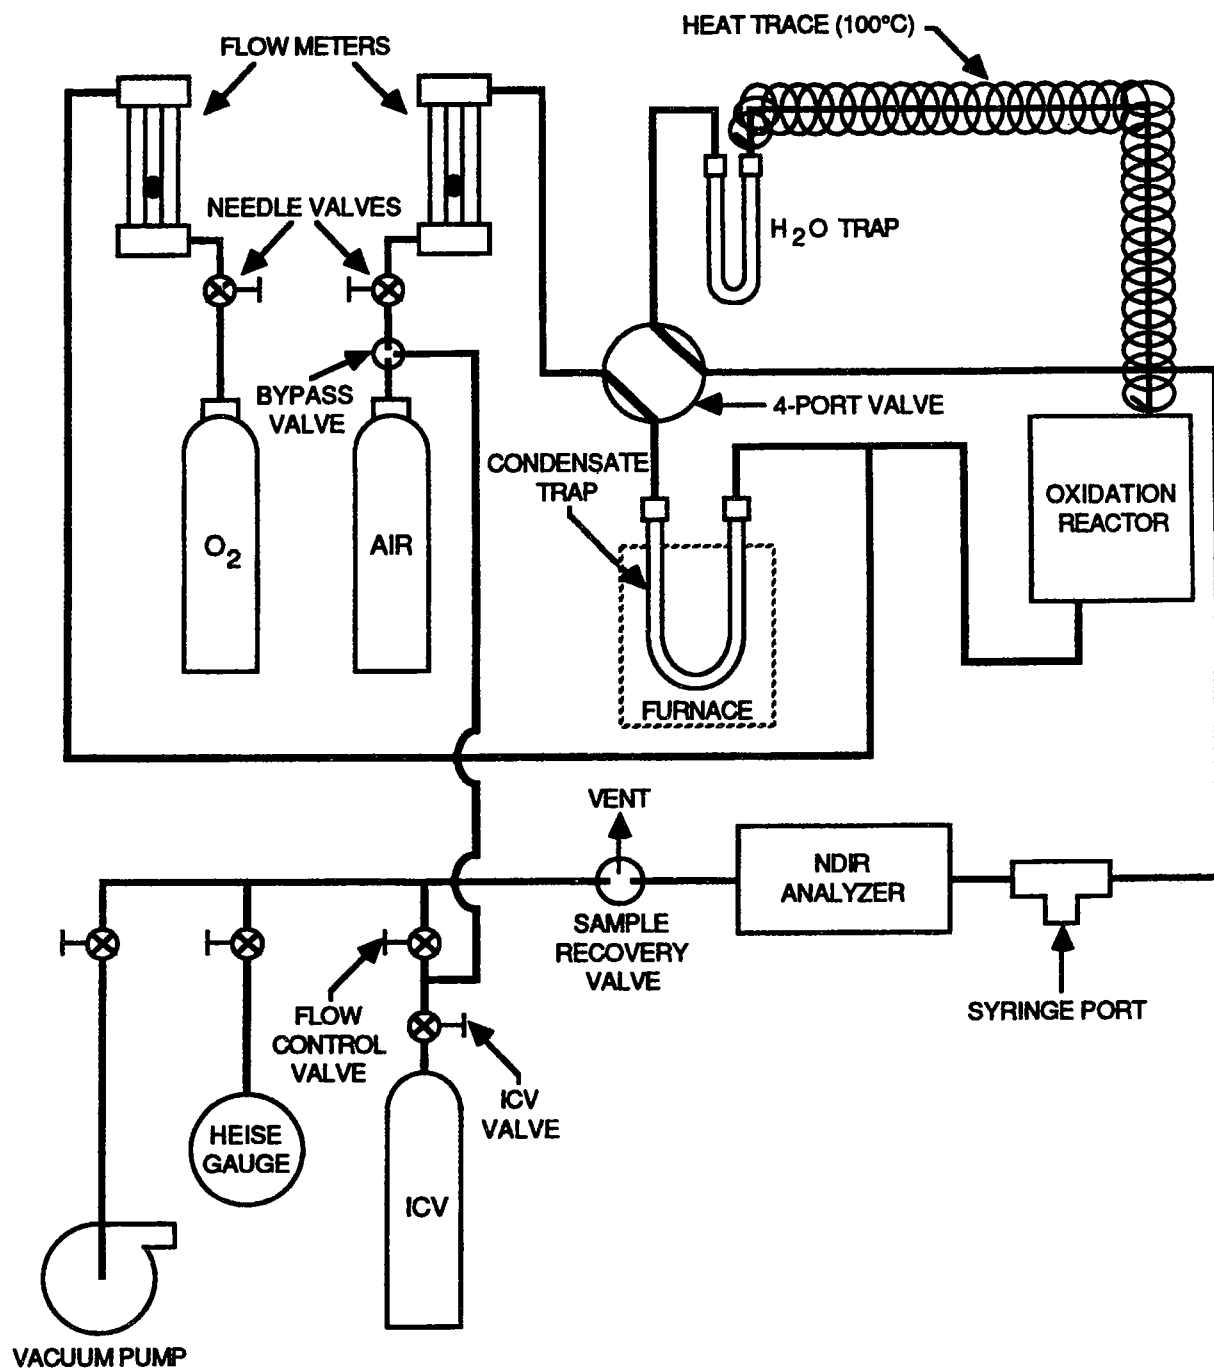 HEAT TRACE (100°C)
FLOW METERS
NEEDLE VALVES
H2O TRAP
BYPASS
VALVE
4-PORT VALVE
CONDENSATE
TRAP
OXIDATION
REACTOR
O2
AIR
FURNACE
VENT
NDIR
ANALYZER
SAMPLE
RECOVERY
VALVE
SYRINGE PORT
FLOW
CONTROL
VALVE
ICV
VALVE
HEISE
GAUGE
ICV
VACUUM PUMP